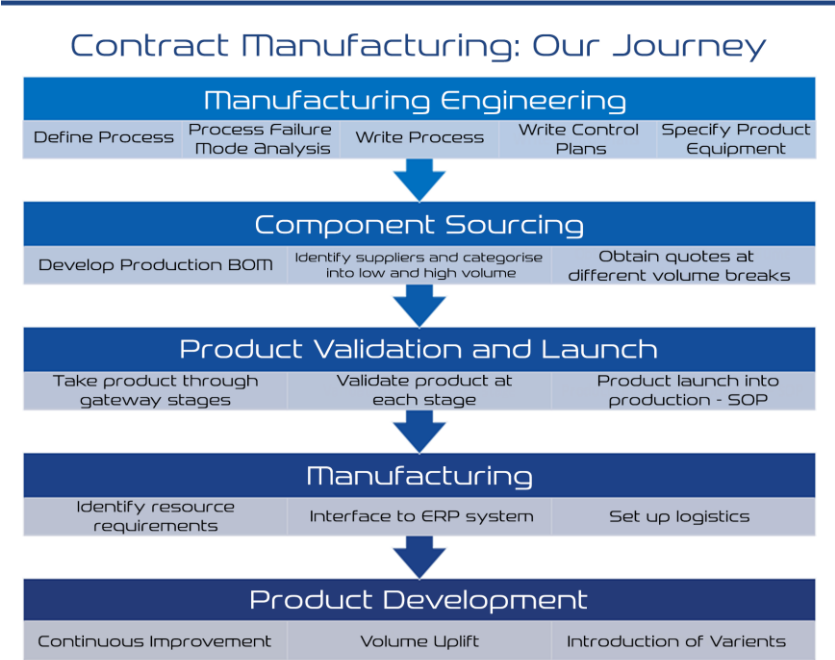 Contract Manufacturing: Our Journey
Manufacturing Engineering
Define Process
Process Failure
Mode Analysis
Write Process
Write Control
Plans
Specify Product
Equipment
Component Sourcing
Develop Production BOM
Identify suppliers and categorise
into low and high volume
Obtain quotes at
different volume breaks
Product Validation and Launch
Take product through
gateway stages
Validate product at
each stage
Product launch into
production - SOP
Manufacturing
Identify resource
requirements
Interface to ERP system
Set up logistics
Product Development
Continuous Improvement
Volume Uplift
Introduction of Varients